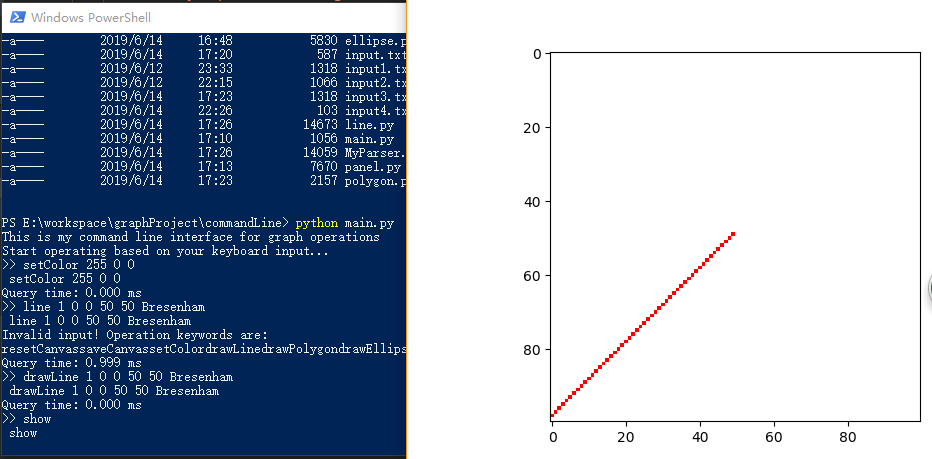 Windows PowerShell
-a---- 2019/6/14 16:48 5830 ellipse.p
-a---- 2019/6/14 17:20 587 input.txt
-a---- 2019/6/12 23:33 1318 input1.tx
-a---- 2019/6/12 22:15 1066 input2.tx
-a---- 2019/6/14 17:23 1318 input3.tx
-a---- 2019/6/14 22:26 103 input4.tx
-a---- 2019/6/14 17:26 14673 line.py
-a---- 2019/6/14 17:10 1056 main.py
-a---- 2019/6/14 17:26 14059 MyParser.
-a---- 2019/6/14 17:13 7670 panel.py
-a---- 2019/6/14 17:23 2157 polygon.p
PS E:\workspace\graphProject\commandLine> python main.py
This is my command line interface for graph operations
Start operating based on your keyboard input...
>> setColor 255 0 0
setColor 255 0 0
Query time: 0.000 ms
>> line 1 0 0 50 50 Bresenham
line 1 0 0 50 50 Bresenham
Invalid input! Operation keywords are:
resetCanvassaveCanvassetColordrawLinedrawPolygondrawEllips
Query time: 0.999 ms
>> drawLine 1 0 0 50 50 Bresenham
drawLine 1 0 0 50 50 Bresenham
Query time: 0.000 ms
>> show
show
0
20
40
60
80
0 20 40 60 80